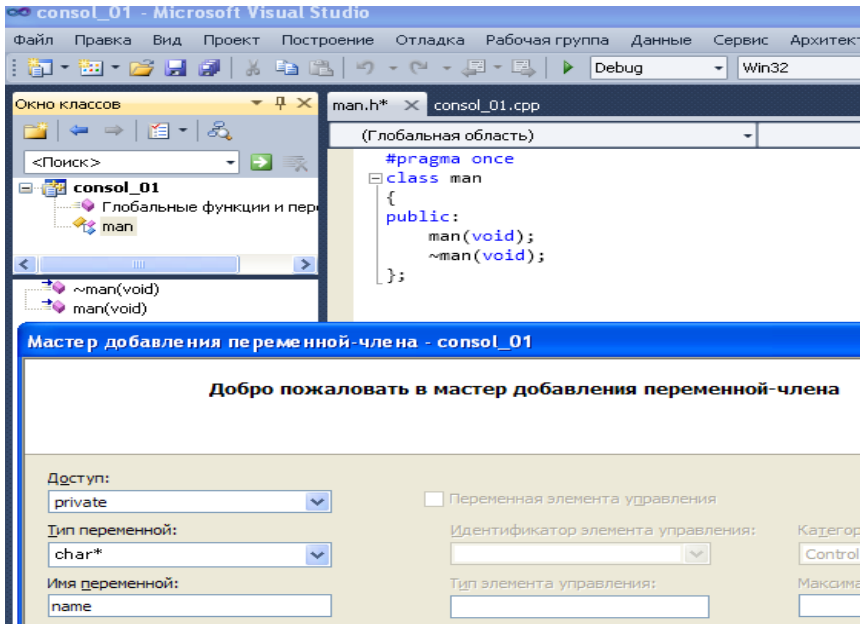 consol_01 - Microsoft Visual Studio
Файл Правка Вид Проект Построение Отладка Рабочая группа Данные Сервис
Debug Win32
Окно классов
man.h* consol_01.cpp
(Глобальная область)
<Поиск>
consol_01
Глобальные функции и
man
~man(void)
man(void)
#pragma once
class man
{
public:
man(void);
~man(void);
};
Мастер добавления переменной-члена - consol_01
Добро пожаловать в мастер добавления переменной-члена
Доступ:
private
Переменная элемента управления
Тип переменной:
Идентификатор элемента управления:
char*
Control
Имя переменной:
Тип элемента управления:
name